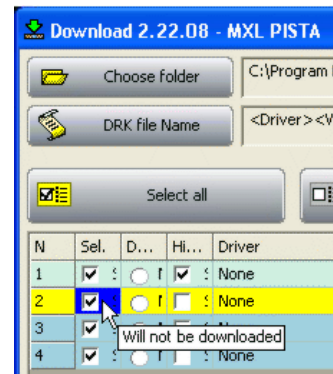 Download 2.22.08 - MXL PISTA
Choose folder
C:\Program
DRK file Name
<Driver><V
Select all
N Sel. D... Hi... Driver
1 None
2 None
Will not be downloaded
3 None
4 None